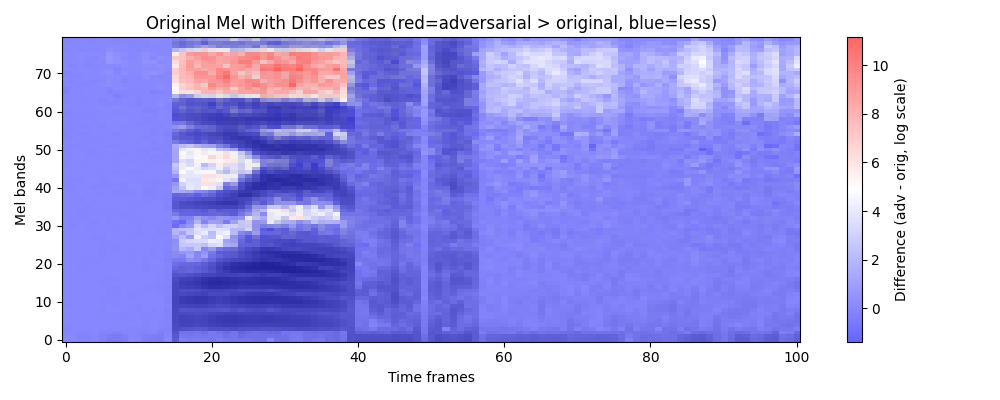 Original Mel with Differences (red=adversarial > original, blue=less)
Mel bands
70
60
50
40
30
20
10
0
0 20 40 60 80 100
Time frames
10
8
6
4
2
0
Difference (adv - orig, log scale)